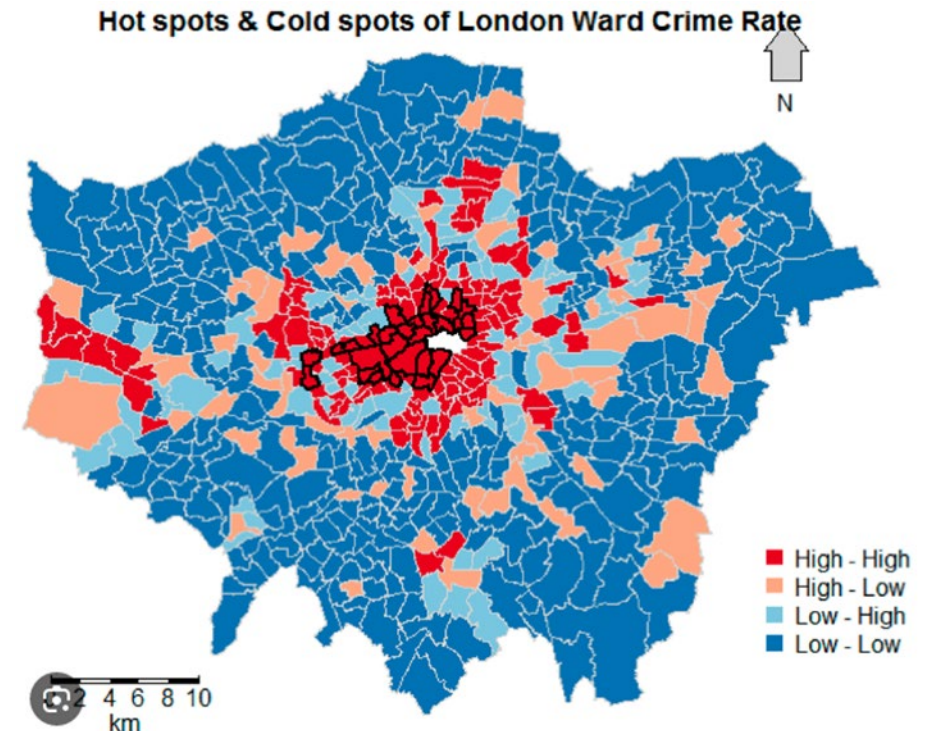 Hot spots & Cold spots of London Ward Crime Rate
N
High - High
High - Low
Low - High
Low - Low
2 4 6 8 10
km